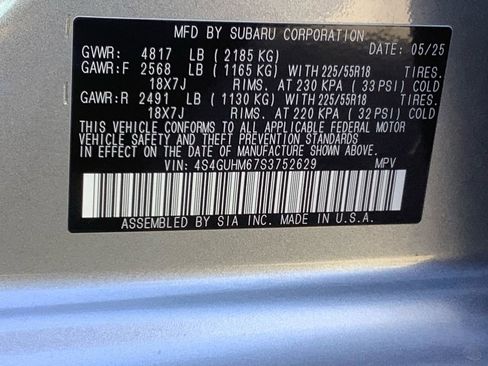 MFD BY SUBARU CORPORATION DATE: 05/25
GVWR: 4817 LB ( 2185 KG)
GAWR:F 2568 LB ( 1165 KG) WITH 225/55R18 TIRES.
18X7J RIMS. AT 230 KPA ( 33 PSI) COLD
GAWR:R 2491 LB ( 1130 KG) WITH 225/55R18 TIRES.
18X7J RIMS. AT 220 KPA ( 32 PSI) COLD
THIS VEHICLE CONFORMS TO ALL APPLICABLE FEDERAL MOTOR
VEHICLE SAFETY AND THEFT PREVENTION STANDARDS
IN EFFECT ON THE DATE OF MANUFACTURE SHOWN ABOVE.
VIN: 4S4GUHM67S3752629 MPV
ASSEMBLED BY SIA INC. MADE IN U.S.A.